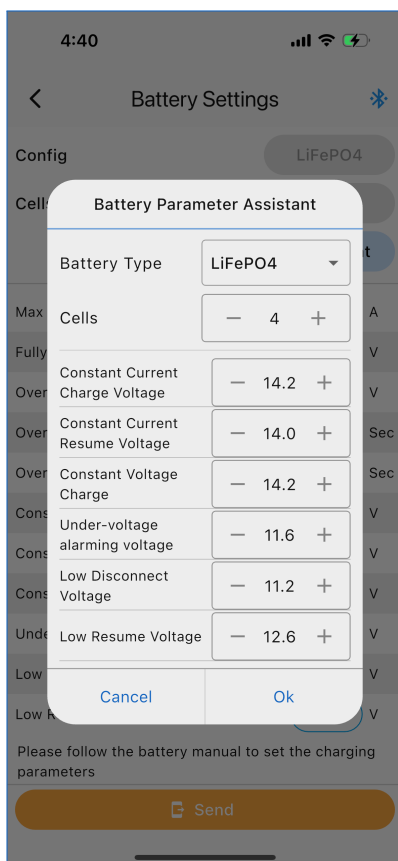 4:40
Battery Settings
Config LiFePO4
Cells
t
Battery Parameter Assistant
Battery Type LiFePO4
Max A
Cells − 4 +
Fully V
Constant Current
Charge Voltage − 14.2 +
Over V
Constant Current
Resume Voltage − 14.0 +
Over Sec
Constant Voltage
Charge − 14.2 +
Over Sec
Cons V
Under-voltage
alarming voltage − 11.6 +
Cons V
Low Disconnect
Voltage − 11.2 +
Cons V
Low Resume Voltage − 12.6 +
Unde V
Low V
Cancel Ok
Low R V
Please follow the battery manual to set the charging
parameters
Send